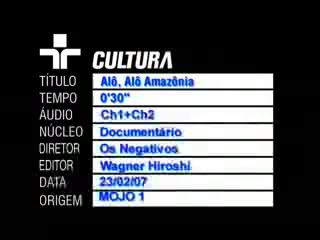 CULTURA
TÍTULO Alô, Alô Amazônia
TEMPO 0'30"
ÁUDIO Ch1+Ch2
NÚCLEO Documentário
DIRETOR Os Negativos
EDITOR Wagner Hiroshi
DATA 23/02/07
ORIGEM MOJO 1